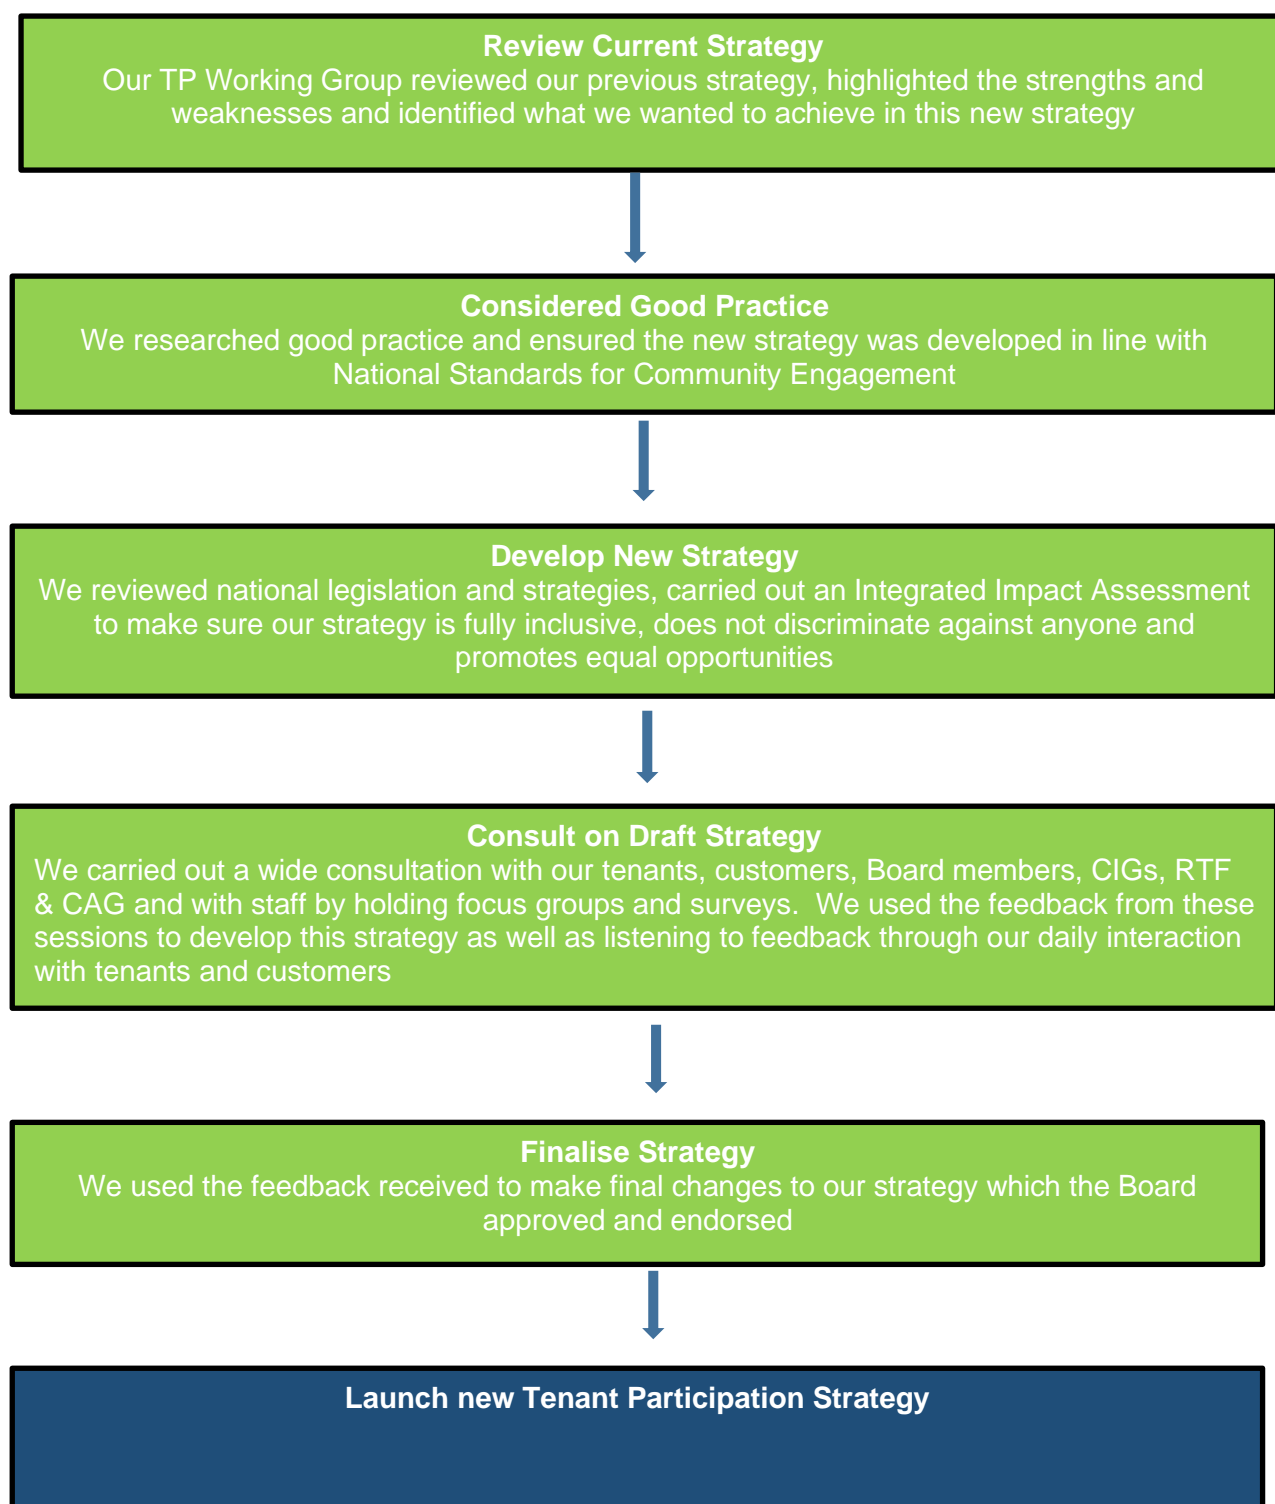 Review Current Strategy
Our TP Working Group reviewed our previous strategy, highlighted the strengths and
weaknesses and identified what we wanted to achieve in this new strategy
Considered Good Practice
We researched good practice and ensured the new strategy was developed in line with
National Standards for Community Engagement
Develop New Strategy
We reviewed national legislation and strategies, carried out an Integrated Impact Assessment
to make sure our strategy is fully inclusive, does not discriminate against anyone and
promotes equal opportunities
Consult on Draft Strategy
We carried out a wide consultation with our tenants, customers, Board members, CIGs, RTF
& CAG and with staff by holding focus groups and surveys.  We used the feedback from these
sessions to develop this strategy as well as listening to feedback through our daily interaction
with tenants and customers
Finalise Strategy
We used the feedback received to make final changes to our strategy which the Board
approved and endorsed
Launch new Tenant Participation Strategy